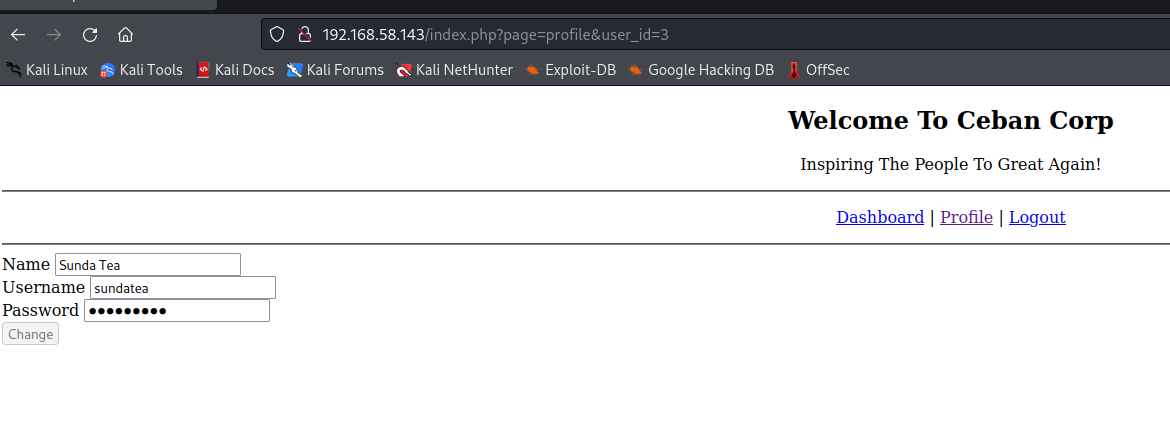 192.168.58.143/index.php?page=profile&user_id=3
Kali Linux Kali Tools Kali Docs Kali Forums Kali NetHunter Exploit-DB Google Hacking DB OffSec
Welcome To Ceban Corp
Inspiring The People To Great Again!
Dashboard | Profile | Logout
Name Sunda Tea
Username sundatea
Password •••••••••
Change